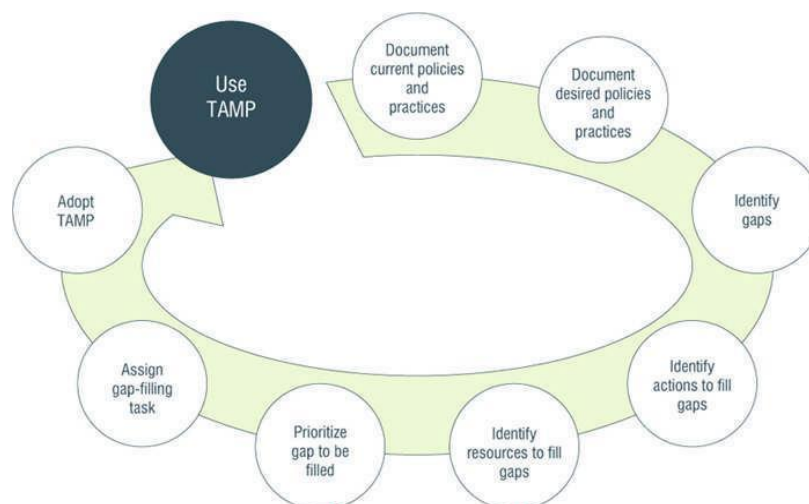 Use
TAMP
Document
current policies
and
practices
Document
desired policies
and
practices
Identify
gaps
Identify
actions to fill
gaps
Identify
resources to fill
gaps
Prioritize
gap to be
filled
Assign
gap-filling
task
Adopt
TAMP